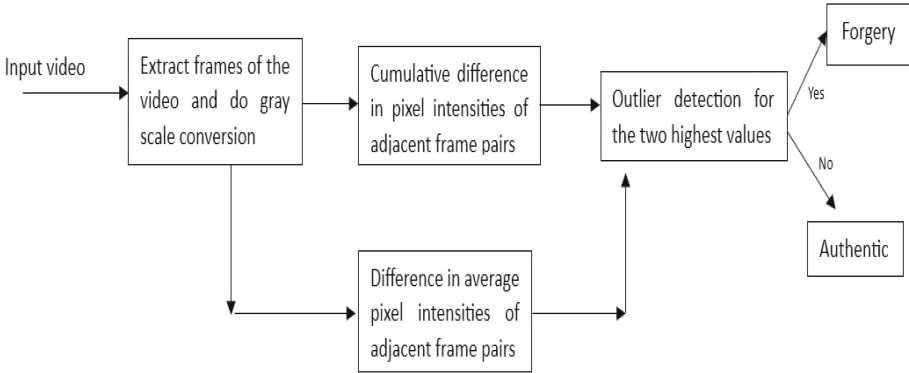 Input video
Extract frames of the
video and do gray
scale conversion
Cumulative difference
in pixel intensities of
adjacent frame pairs
Outlier detection for
the two highest values
Yes
Forgery
No
Authentic
Difference in average
pixel intensities of
adjacent frame pairs